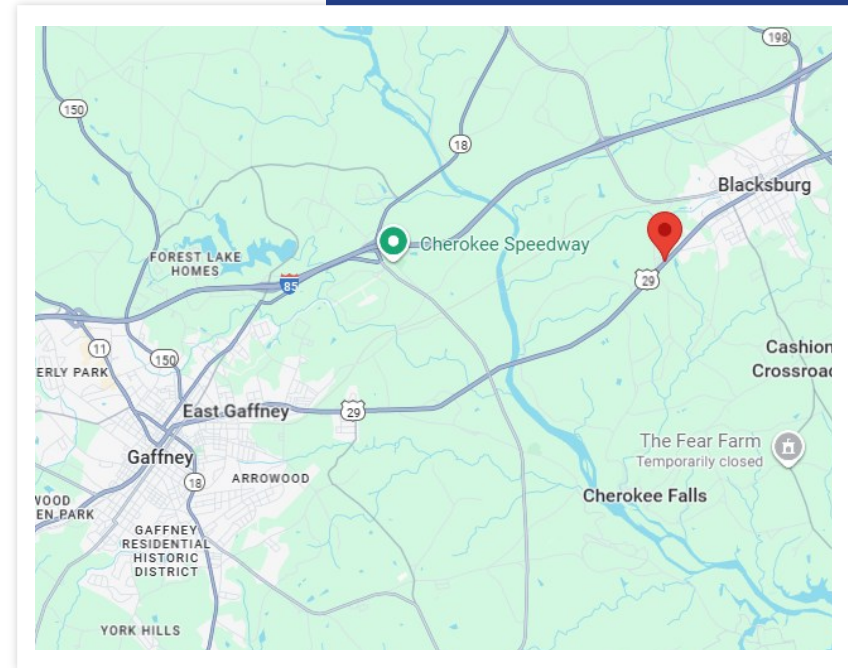 198
150
18
Blacksburg
Cherokee Speedway
FOREST LAKE
HOMES
85
29
11
150
ERLY PARK
Cashion
Crossroad
East Gaffney
29
The Fear Farm
Temporarily closed
Gaffney
18
ARROWOOD
WOOD
EN PARK
Cherokee Falls
GAFFNEY
RESIDENTIAL
HISTORIC
DISTRICT
YORK HILLS